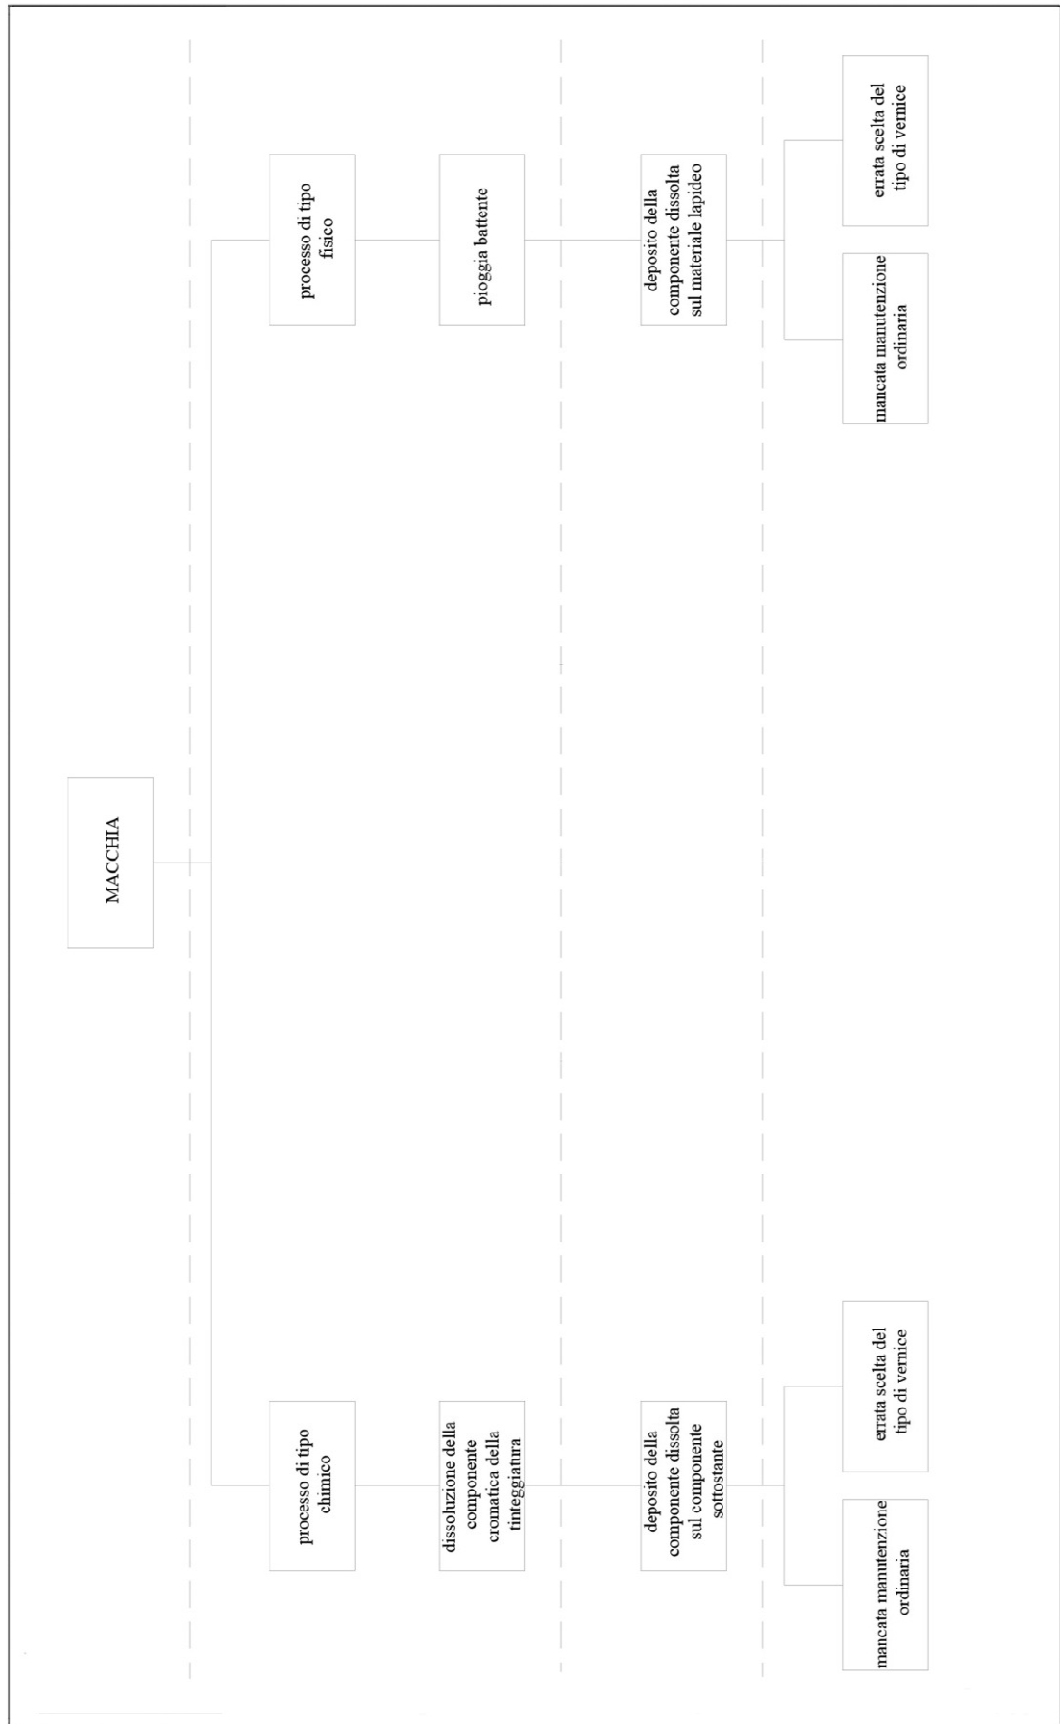 MACCHIA
processo di tipo
chimico
processo di tipo
fisico
dissoluzione della
componente
cromatica della
tinteggiatura
pioggia battente
deposito della
componente dissolta
sul componente
sottostante
deposito della
componente dissolta
sul materiale lapideo
mancata manutenzione
ordinaria
errata scelta del
tipo di vernice
mancata manutenzione
ordinaria
errata scelta del
tipo di vernice